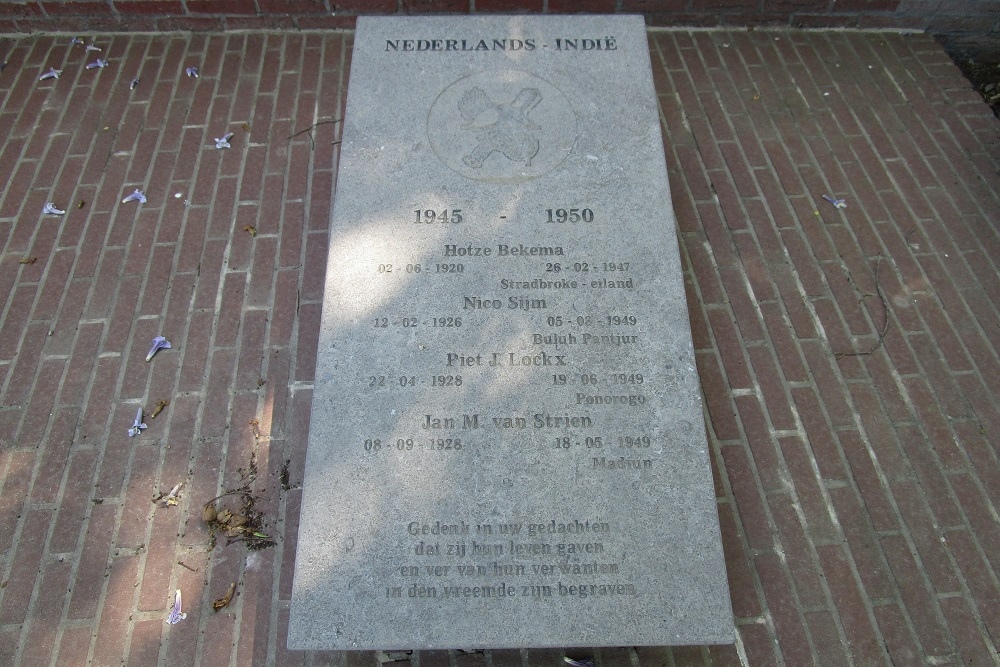 NEDERLANDS - INDIË
1945 - 1950
Hotze Bekema
02 - 06 - 1920 26 - 02 - 1947
Stradbroke - eiland
Nico Sijm
12 - 02 - 1926 05 - 03 - 1949
Buluh Pantjur
Piet J. Lockx
22 - 04 - 1928 19 - 06 - 1949
Ponorogo
Jan M. van Strien
08 - 09 - 1928 18 - 05 - 1949
Madiun
Gedenk in uw gedachten
dat zij hun leven gaven
en ver van hun verwanten
in den vreemde zijn begraven